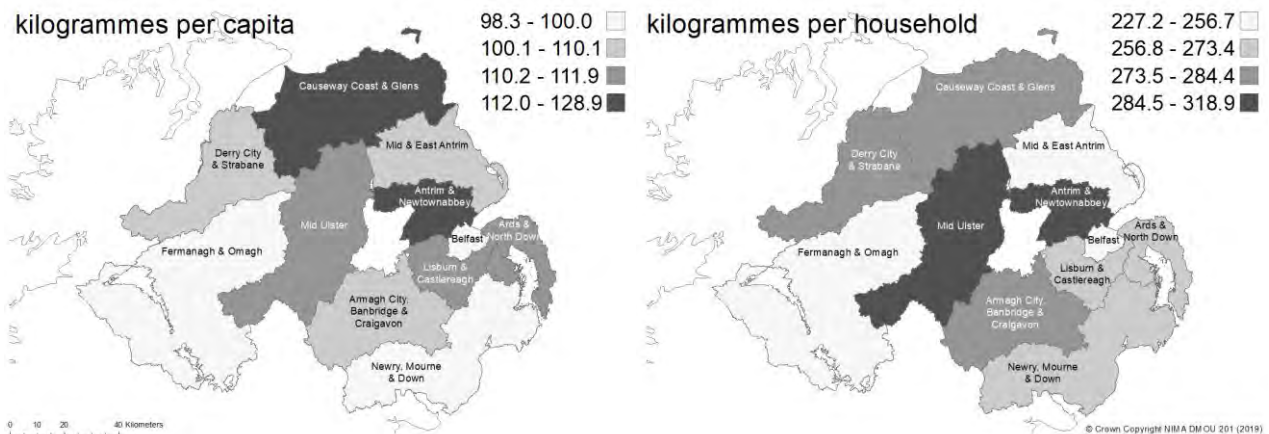 kilogrammes per capita
98.3 - 100.0
100.1 - 110.1
110.2 - 111.9
112.0 - 128.9
Causeway Coast & Glens
Derry City
& Strabane
Mid & East Antrim
Antrim &
Newtownabbey
Mid Ulster
Belfast
Ards &
North Down
Fermanagh & Omagh
Lisburn &
Castlereagh
Armagh City,
Banbridge &
Craigavon
Newry, Mourne
& Down
0 10 20 40 Kilometers
kilogrammes per household
227.2 - 256.7
256.8 - 273.4
273.5 - 284.4
284.5 - 318.9
Causeway Coast & Glens
Derry City
& Strabane
Mid & East Antrim
Antrim &
Newtownabbey
Mid Ulster
Belfast
Ards &
North Down
Fermanagh & Omagh
Lisburn &
Castlereagh
Armagh City,
Banbridge &
Craigavon
Newry, Mourne
& Down
© Crown Copyright NIMA DMOU 201 (2019)